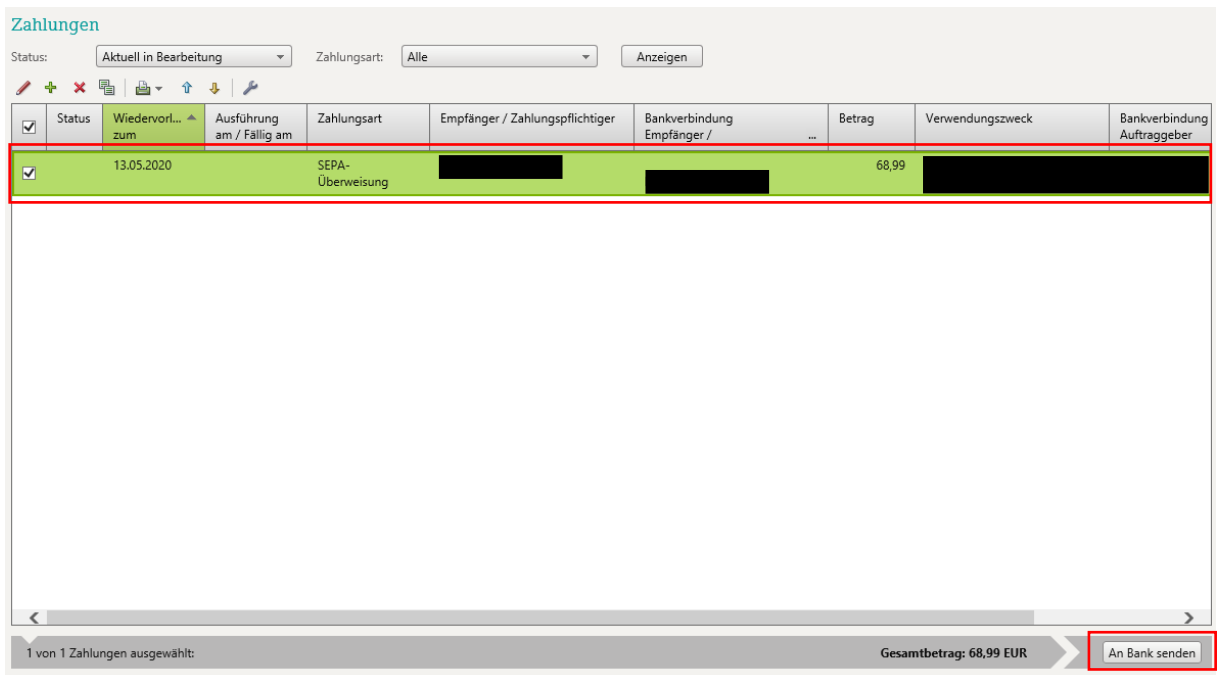 Zahlungen
Status: Aktuell in Bearbeitung Zahlungsart: Alle Anzeigen
Status Wiedervorl... Ausführung Zahlungsart Empfänger / Zahlungspflichtiger Bankverbindung Betrag Verwendungszweck Bankverbindung
zum am / Fällig am Empfänger / ... Auftraggeber
13.05.2020 SEPA- 68,99
Überweisung
1 von 1 Zahlungen ausgewählt: Gesamtbetrag: 68,99 EUR An Bank senden